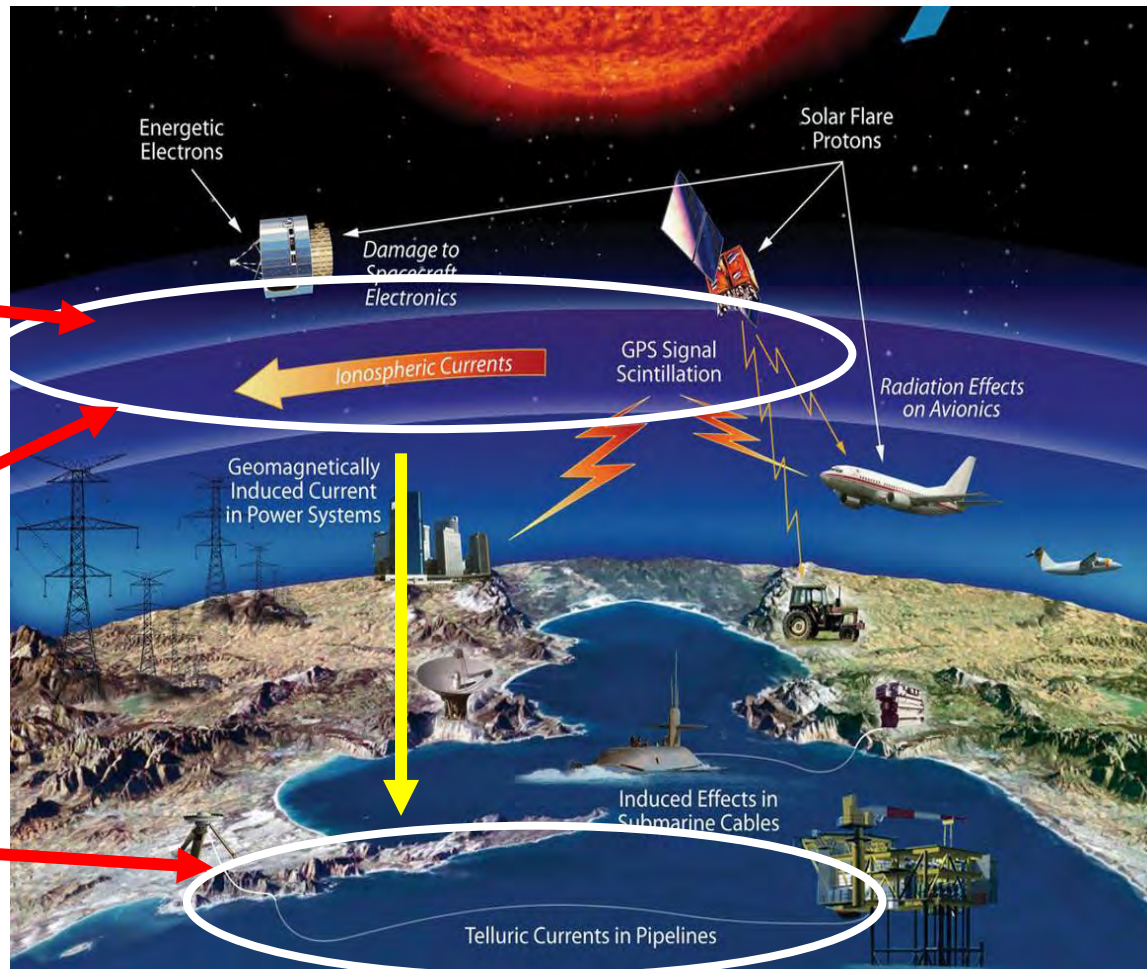 Energetic
Electrons
Solar Flare
Protons
Damage to
Spacecraft
Electronics
Ionospheric Currents
GPS Signal
Scintillation
Radiation Effects
on Avionics
Geomagnetically
Induced Current
in Power Systems
Induced Effects in
Submarine Cables
Telluric Currents in Pipelines